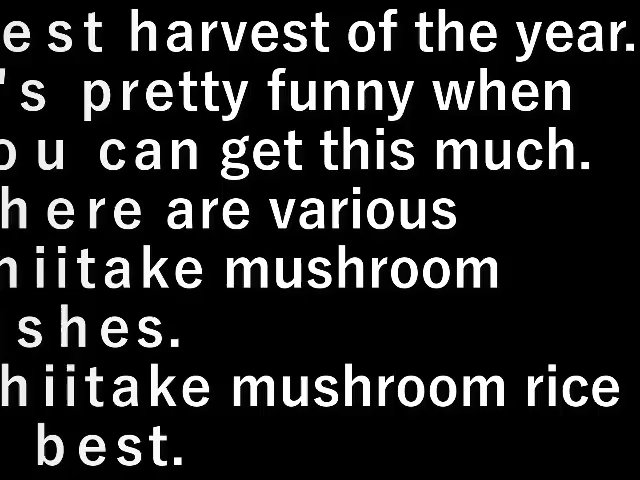 est harvest of the year.
's pretty funny when
ou can get this much.
here are various
hiitake mushroom
shes.
hiitake mushroom rice
best.